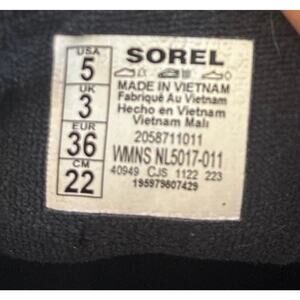 USA
5
UK
3
EUR
36
CM
22
SOREL
MADE IN VIETNAM
Fabriqué Au Vietnam
Hecho en Vietnam
Vietnam Malı
2058711011
WMNS NL5017-011
40949 CJS 1122 223
195979607429